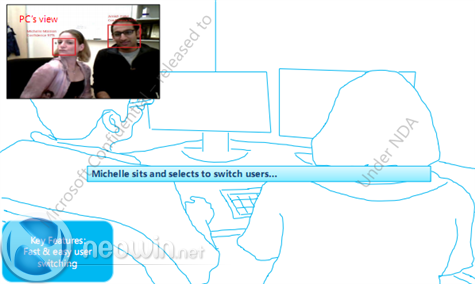 PC's view
Michelle sits and selects to switch users...
Microsoft Confidential - released to
Under NDA
Key Features:
Fast & easy user
switching
neowin.net